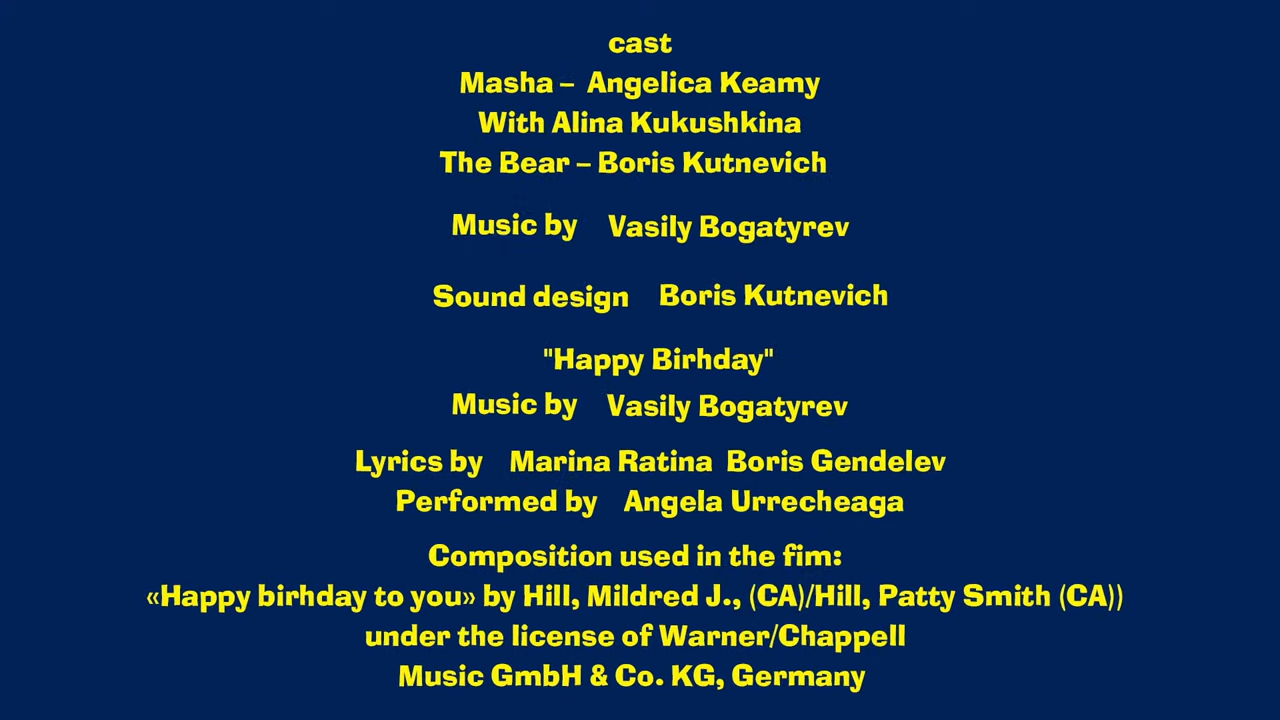 cast
Masha – Angelica Keamy
With Alina Kukushkina
The Bear – Boris Kutnevich
Music by Vasily Bogatyrev
Sound design Boris Kutnevich
"Happy Birhday"
Music by Vasily Bogatyrev
Lyrics by Marina Ratina Boris Gendelev
Performed by Angela Urrecheaga
Composition used in the fim:
«Happy birhday to you» by Hill, Mildred J., (CA)/Hill, Patty Smith (CA))
under the license of Warner/Chappell
Music GmbH & Co. KG, Germany